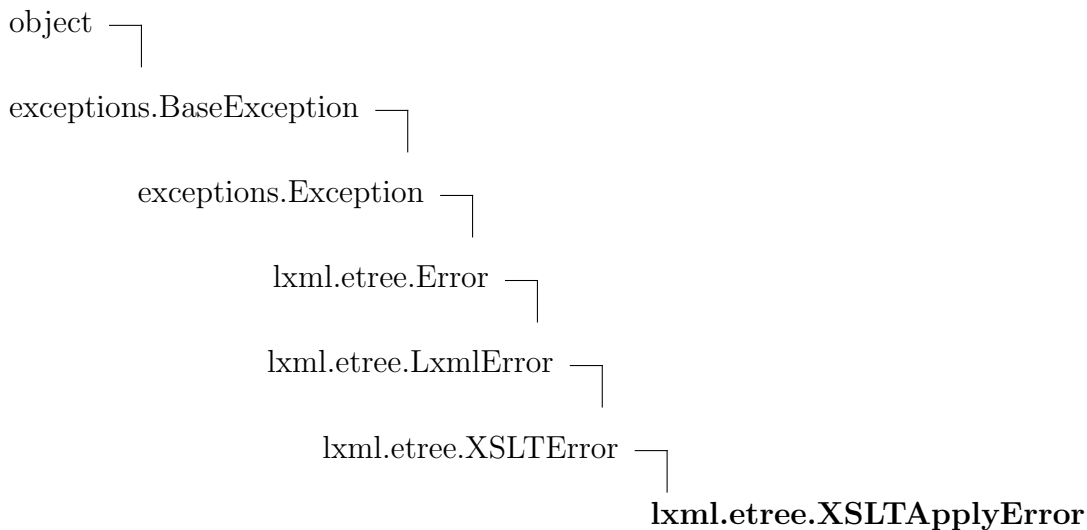 object
exceptions.BaseException
exceptions.Exception
lxml.etree.Error
lxml.etree.LxmlError
lxml.etree.XSLTError
lxml.etree.XSLTApplyError